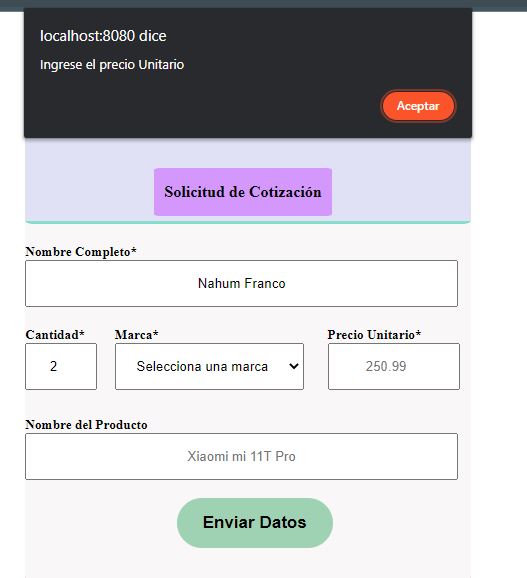 localhost:8080 dice
Ingrese el precio Unitario
Aceptar
Solicitud de Cotización
Nombre Completo*
Nahum Franco
Cantidad* Marca* Precio Unitario*
2 Selecciona una marca 250.99
Nombre del Producto
Xiaomi mi 11T Pro
Enviar Datos